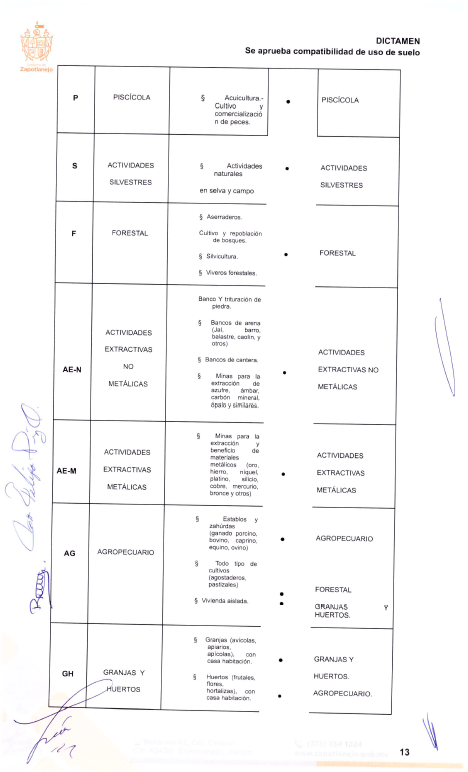 DICTAMEN
Se aprueba compatibilidad de uso de suelo
Zapotlanejo
P
PISCÍCOLA
§ Acuicultura.-
Cultivo y
comercializació
n de peces.
• PISCÍCOLA
S
ACTIVIDADES
SILVESTRES
§ Actividades
naturales
en selva y campo
• ACTIVIDADES
SILVESTRES
F
FORESTAL
§ Aserraderos.
Cultivo y repoblación
de bosques.
§ Silvicultura.
§ Viveros forestales.
• FORESTAL
AE-N
ACTIVIDADES
EXTRACTIVAS
NO
METÁLICAS
Banco Y trituración de
piedra.
§ Bancos de arena
(Jal, barro,
balastre, caolín, y
otros)
§ Bancos de cantera.
§ Minas para la
extracción de
azufre, ámbar,
carbón mineral,
ópalo y similares.
• ACTIVIDADES
EXTRACTIVAS NO
METÁLICAS
AE-M
ACTIVIDADES
EXTRACTIVAS
METÁLICAS
§ Minas para la
extracción y
beneficio de
materiales
metálicos (oro,
hierro, níquel,
platino, silicio,
cobre, mercurio,
bronce y otros)
• ACTIVIDADES
EXTRACTIVAS
METÁLICAS
AG
AGROPECUARIO
§ Establos y
zahúrdas
(ganado porcino,
bovino, caprino,
equino, ovino)
§ Todo tipo de
cultivos
(agostaderos,
pastizales)
§ Vivienda aislada.
• AGROPECUARIO
• FORESTAL
• GRANJAS Y
HUERTOS.
GH
GRANJAS Y
HUERTOS
§ Granjas (avícolas,
apiarios,
apícolas), con
casa habitación.
§ Huertos (frutales,
flores,
hortalizas), con
casa habitación.
• GRANJAS Y
HUERTOS.
• AGROPECUARIO.
13